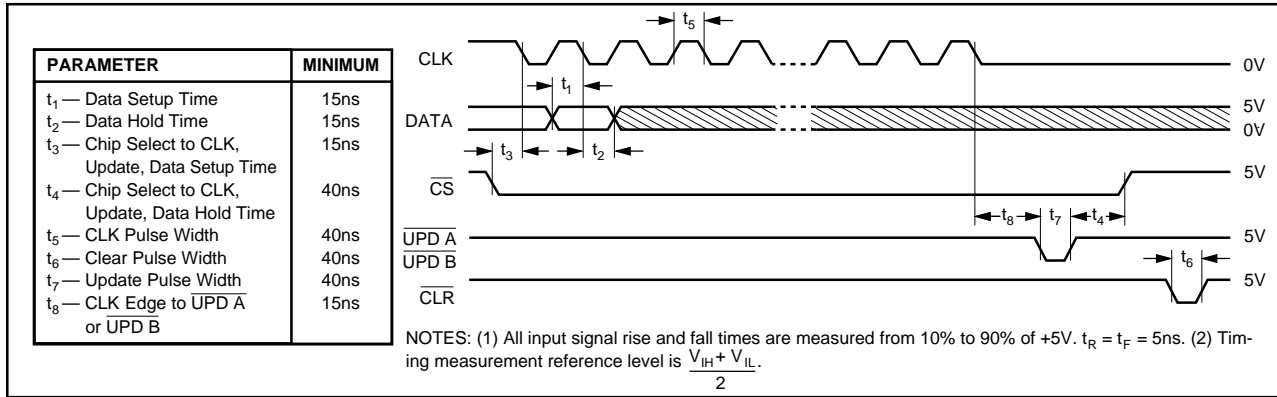 PARAMETER MINIMUM
t1 — Data Setup Time 15ns
t2 — Data Hold Time 15ns
t3 — Chip Select to CLK, 15ns
Update, Data Setup Time
t4 — Chip Select to CLK, 40ns
Update, Data Hold Time
t5 — CLK Pulse Width 40ns
t6 — Clear Pulse Width 40ns
t7 — Update Pulse Width 40ns
t8 — CLK Edge to UPD A 15ns
or UPD B
t5
CLK
0V
t1
DATA
5V
0V
t3
t2
CS
5V
t8
t7
t4
UPD A
UPD B
5V
t6
CLR
5V
NOTES: (1) All input signal rise and fall times are measured from 10% to 90% of +5V. tR = tF = 5ns. (2) Tim-
ing measurement reference level is VIH + VIL / 2.